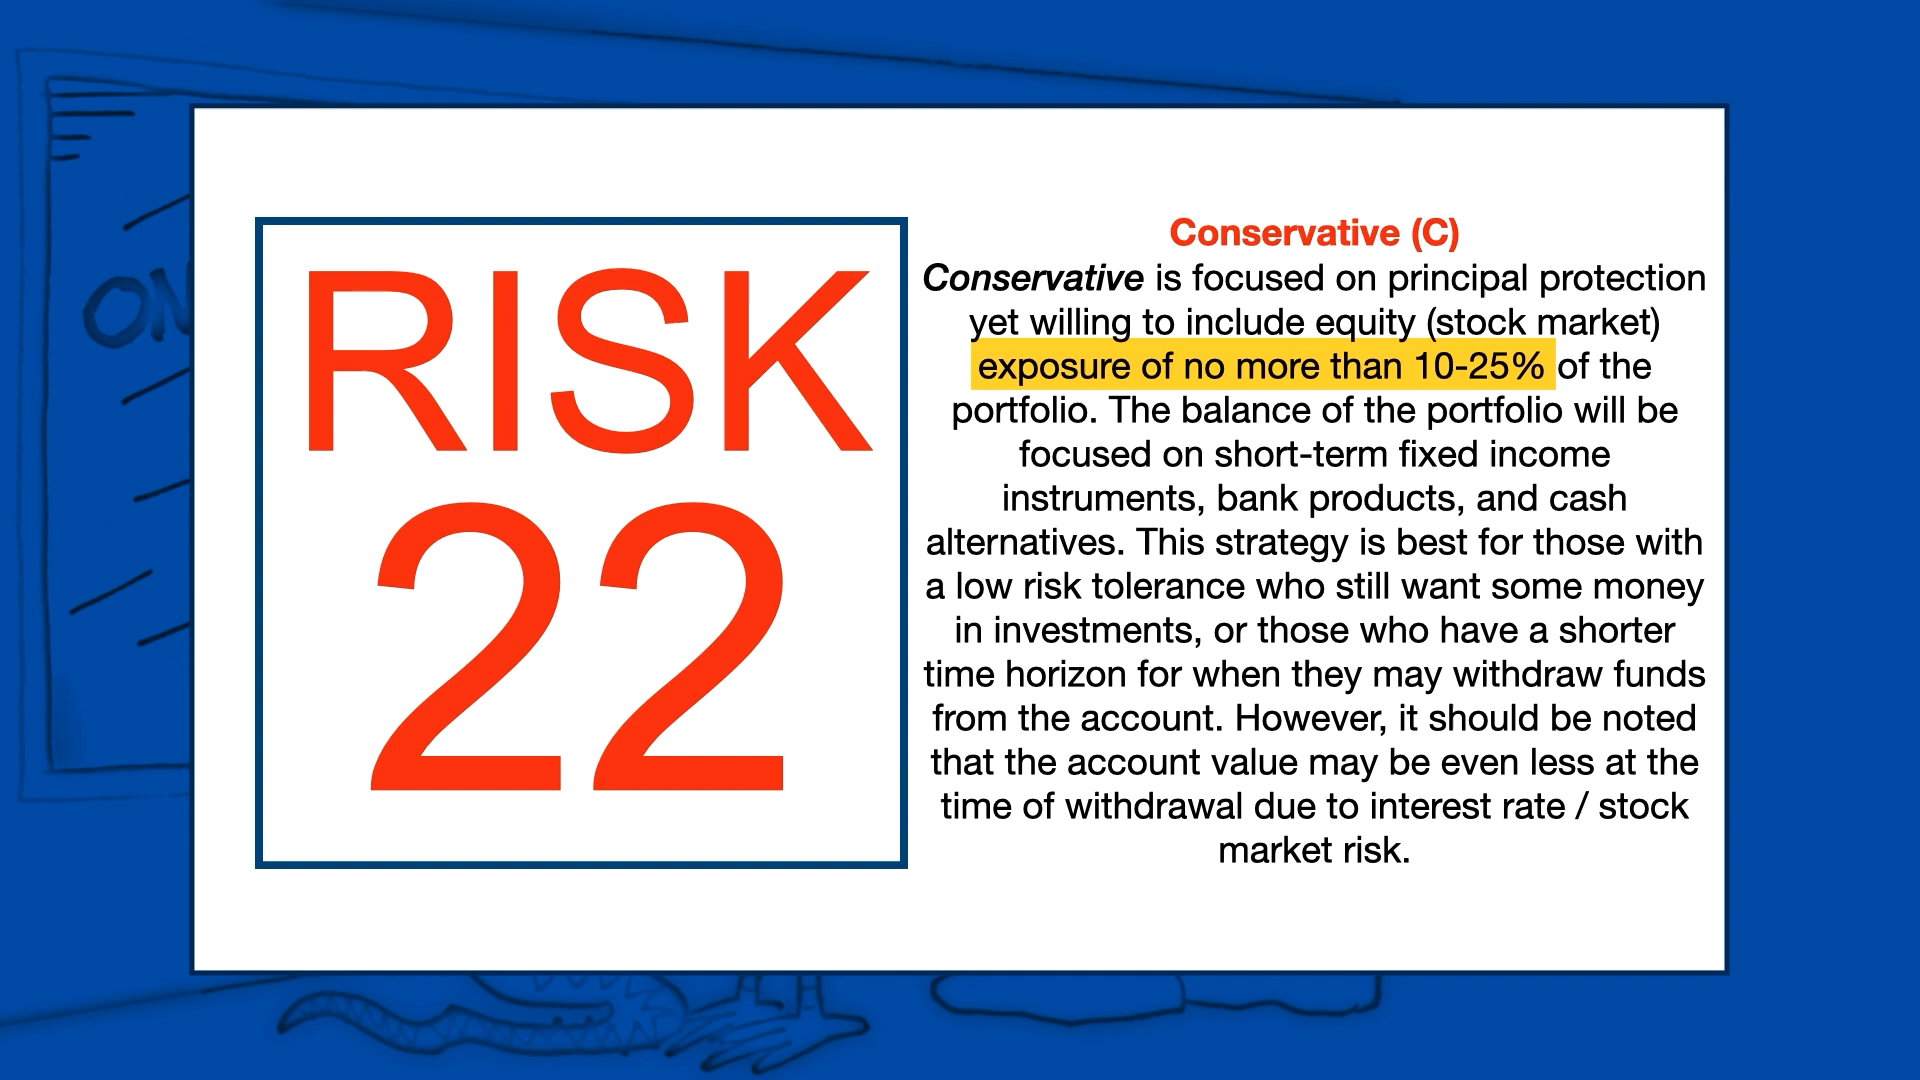 RISK
22
Conservative (C)
Conservative is focused on principal protection
yet willing to include equity (stock market)
exposure of no more than 10-25% of the
portfolio. The balance of the portfolio will be
focused on short-term fixed income
instruments, bank products, and cash
alternatives. This strategy is best for those with
a low risk tolerance who still want some money
in investments, or those who have a shorter
time horizon for when they may withdraw funds
from the account. However, it should be noted
that the account value may be even less at the
time of withdrawal due to interest rate / stock
market risk.
ON